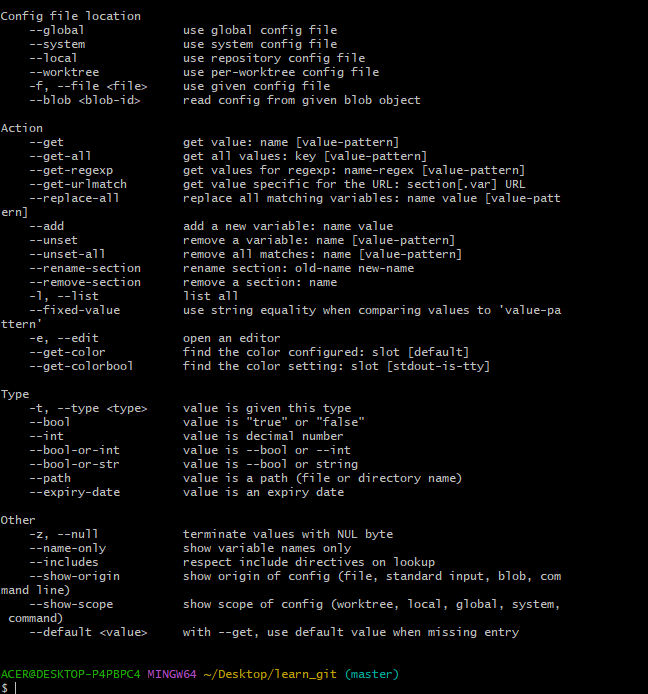 Config file location
    --global              use global config file
    --system              use system config file
    --local               use repository config file
    --worktree            use per-worktree config file
    -f, --file <file>     use given config file
    --blob <blob-id>      read config from given blob object

Action
    --get                 get value: name [value-pattern]
    --get-all             get all values: key [value-pattern]
    --get-regexp          get values for regexp: name-regex [value-pattern]
    --get-urlmatch        get value specific for the URL: section[.var] URL
    --replace-all         replace all matching variables: name value [value-patt
ern]
    --add                 add a new variable: name value
    --unset               remove a variable: name [value-pattern]
    --unset-all           remove all matches: name [value-pattern]
    --rename-section      rename section: old-name new-name
    --remove-section      remove a section: name
    -l, --list            list all
    --fixed-value         use string equality when comparing values to 'value-pa
ttern'
    -e, --edit            open an editor
    --get-color           find the color configured: slot [default]
    --get-colorbool       find the color setting: slot [stdout-is-tty]

Type
    -t, --type <type>     value is given this type
    --bool                value is "true" or "false"
    --int                 value is decimal number
    --bool-or-int         value is --bool or --int
    --bool-or-str         value is --bool or string
    --path                value is a path (file or directory name)
    --expiry-date         value is an expiry date

Other
    -z, --null            terminate values with NUL byte
    --name-only           show variable names only
    --includes            respect include directives on lookup
    --show-origin         show origin of config (file, standard input, blob, com
mand line)
    --show-scope          show scope of config (worktree, local, global, system,
 command)
    --default <value>     with --get, use default value when missing entry

ACER@DESKTOP-P4PBPC4 MINGW64 ~/Desktop/learn_git (master)
$